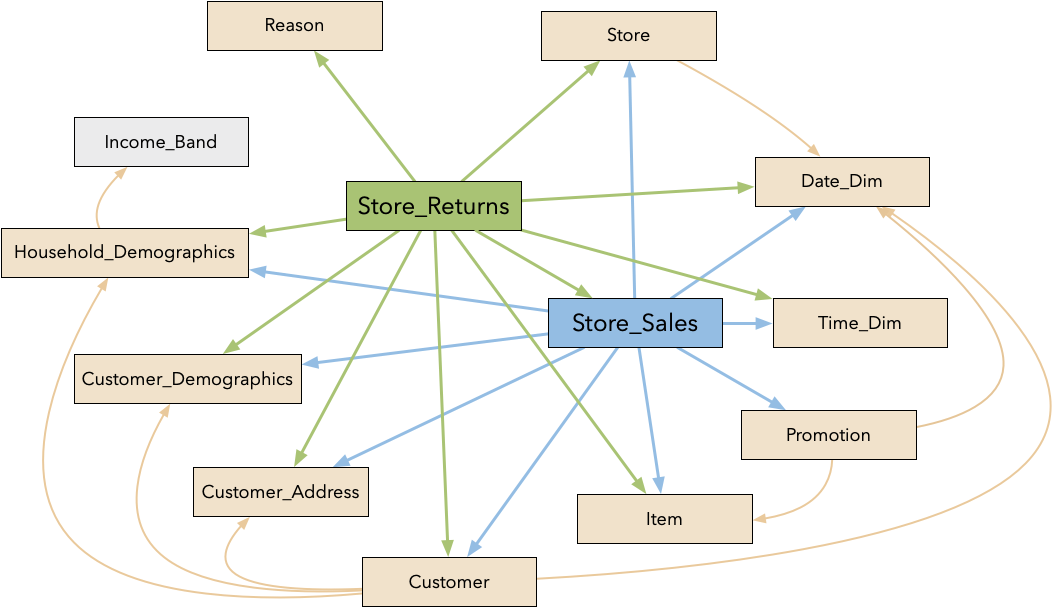 Reason
Store
Income_Band
Date_Dim
Store_Returns
Household_Demographics
Store_Sales
Time_Dim
Customer_Demographics
Promotion
Customer_Address
Item
Customer